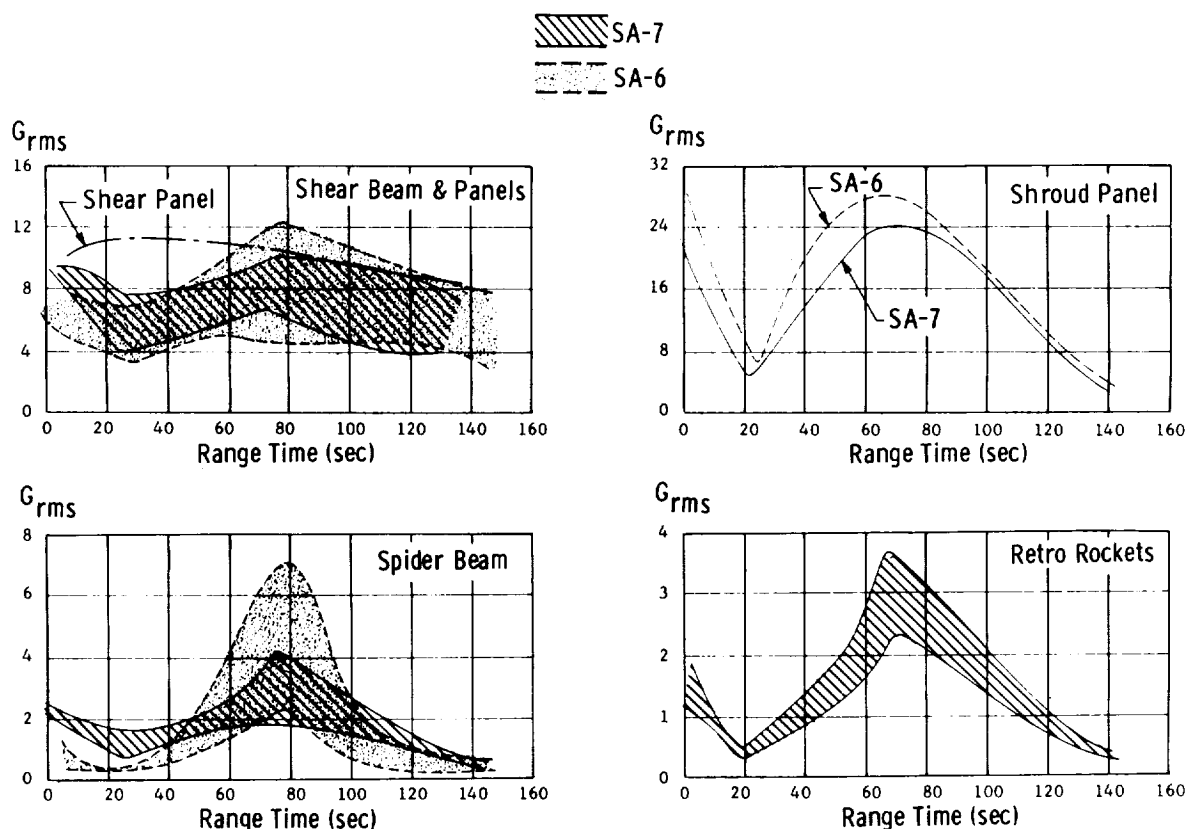 SA-7
SA-6
Grms
16
12
8
4
0
Shear Panel
Shear Beam & Panels
0 20 40 60 80 100 120 140 160
Range Time (sec)
Grms
32
24
16
8
0
SA-6
SA-7
Shroud Panel
0 20 40 60 80 100 120 140 160
Range Time (sec)
Grms
8
6
4
2
0
Spider Beam
0 20 40 60 80 100 120 140 160
Range Time (sec)
Grms
4
3
2
1
0
Retro Rockets
0 20 40 60 80 100 120 140 160
Range Time (sec)